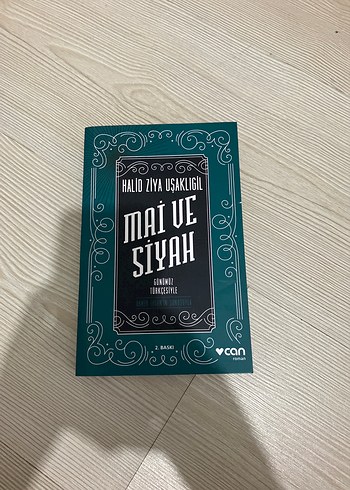 HALİD ZİYA UŞAKLIGİL
MAİ VE
SİYAH
GÜNÜMÜZ
TÜRKÇESİYLE
2. BASKI
can
roman